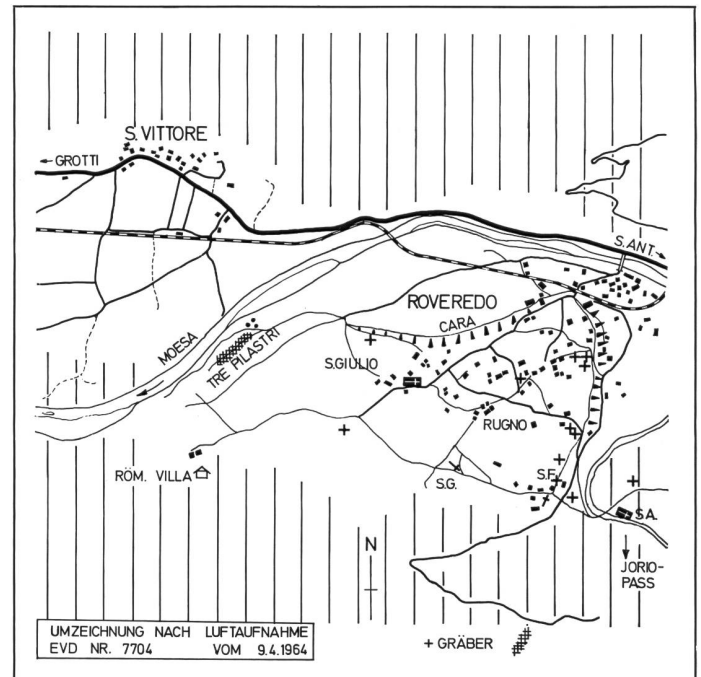 S. VITTORE
← GROTTI
S. ANT.
ROVEREDO
CARA
MOESA
TRE PILASTRI
S.GIULIO
RUGNO
RÖM. VILLA
S.G.
S.F.
S.A.
N
JORIO-
PASS
UMZEICHNUNG NACH LUFTAUFNAHME
EVD NR. 7704 VOM 9.4.1964
+ GRÄBER